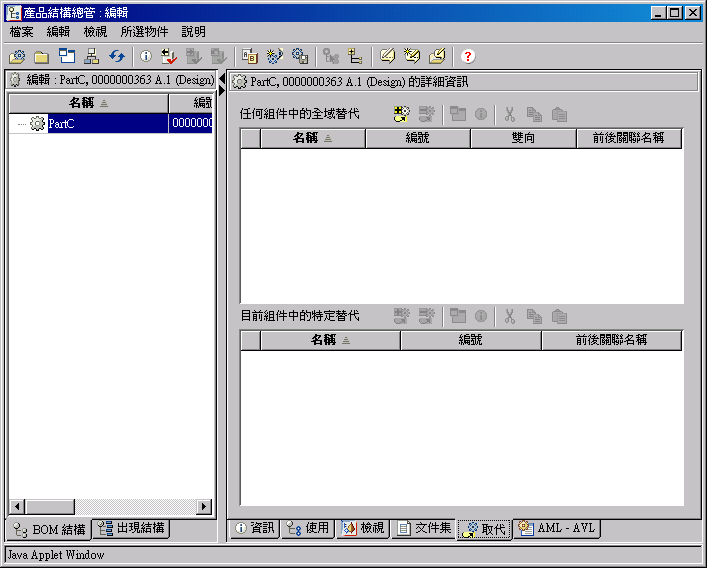 產品結構總管 : 編輯
檔案 編輯 檢視 所選物件 說明
編輯 : PartC, 0000000363 A.1 (Design)
名稱 編號
PartC 0000000
BOM 結構 出現結構
PartC, 0000000363 A.1 (Design) 的詳細資訊
任何組件中的全域替代
名稱 編號 雙向 前後關聯名稱
目前組件中的特定替代
名稱 編號 前後關聯名稱
資訊 使用 檢視 文件集 取代 AML - AVL
Java Applet Window